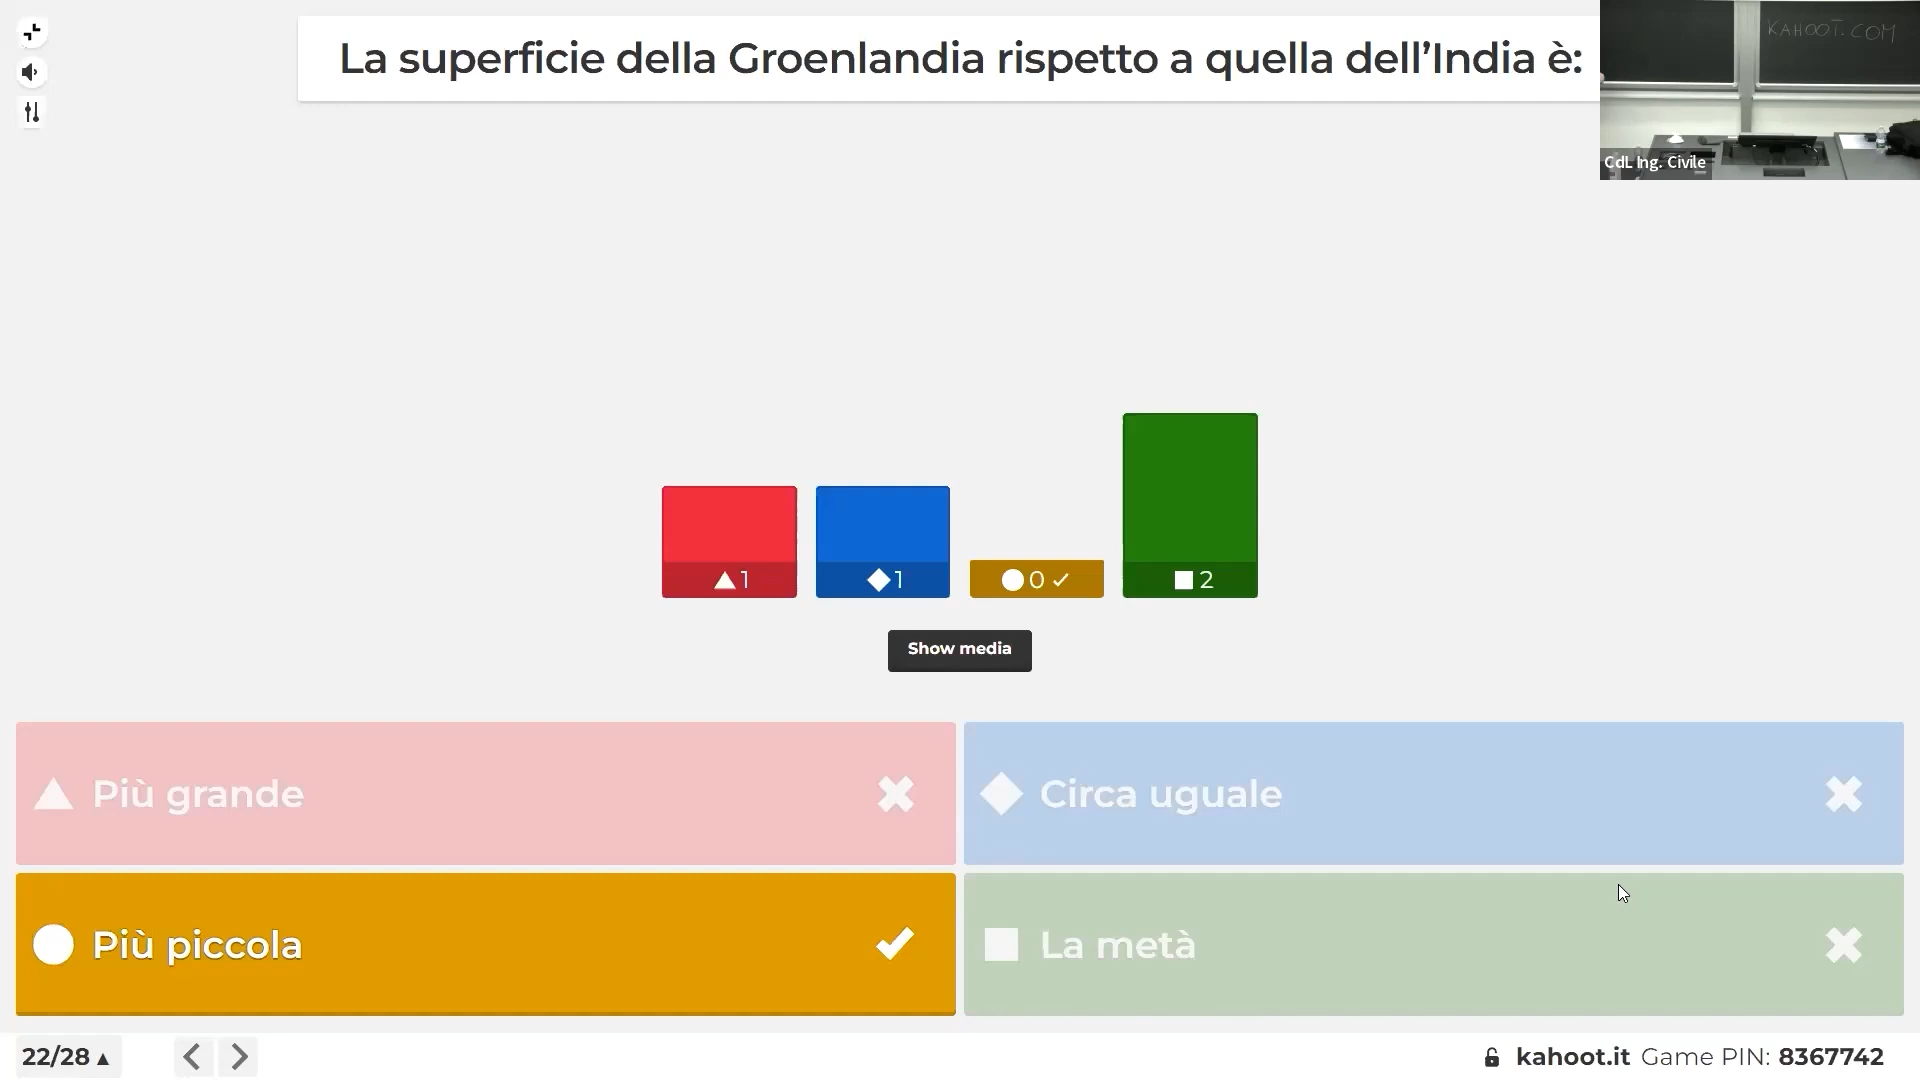 La superficie della Groenlandia rispetto a quella dell’India è:
KAHOOT.COM
CdL Ing. Civile
1
1
0
2
Show media
Più grande
Circa uguale
Più piccola
La metà
22/28
kahoot.it Game PIN: 8367742